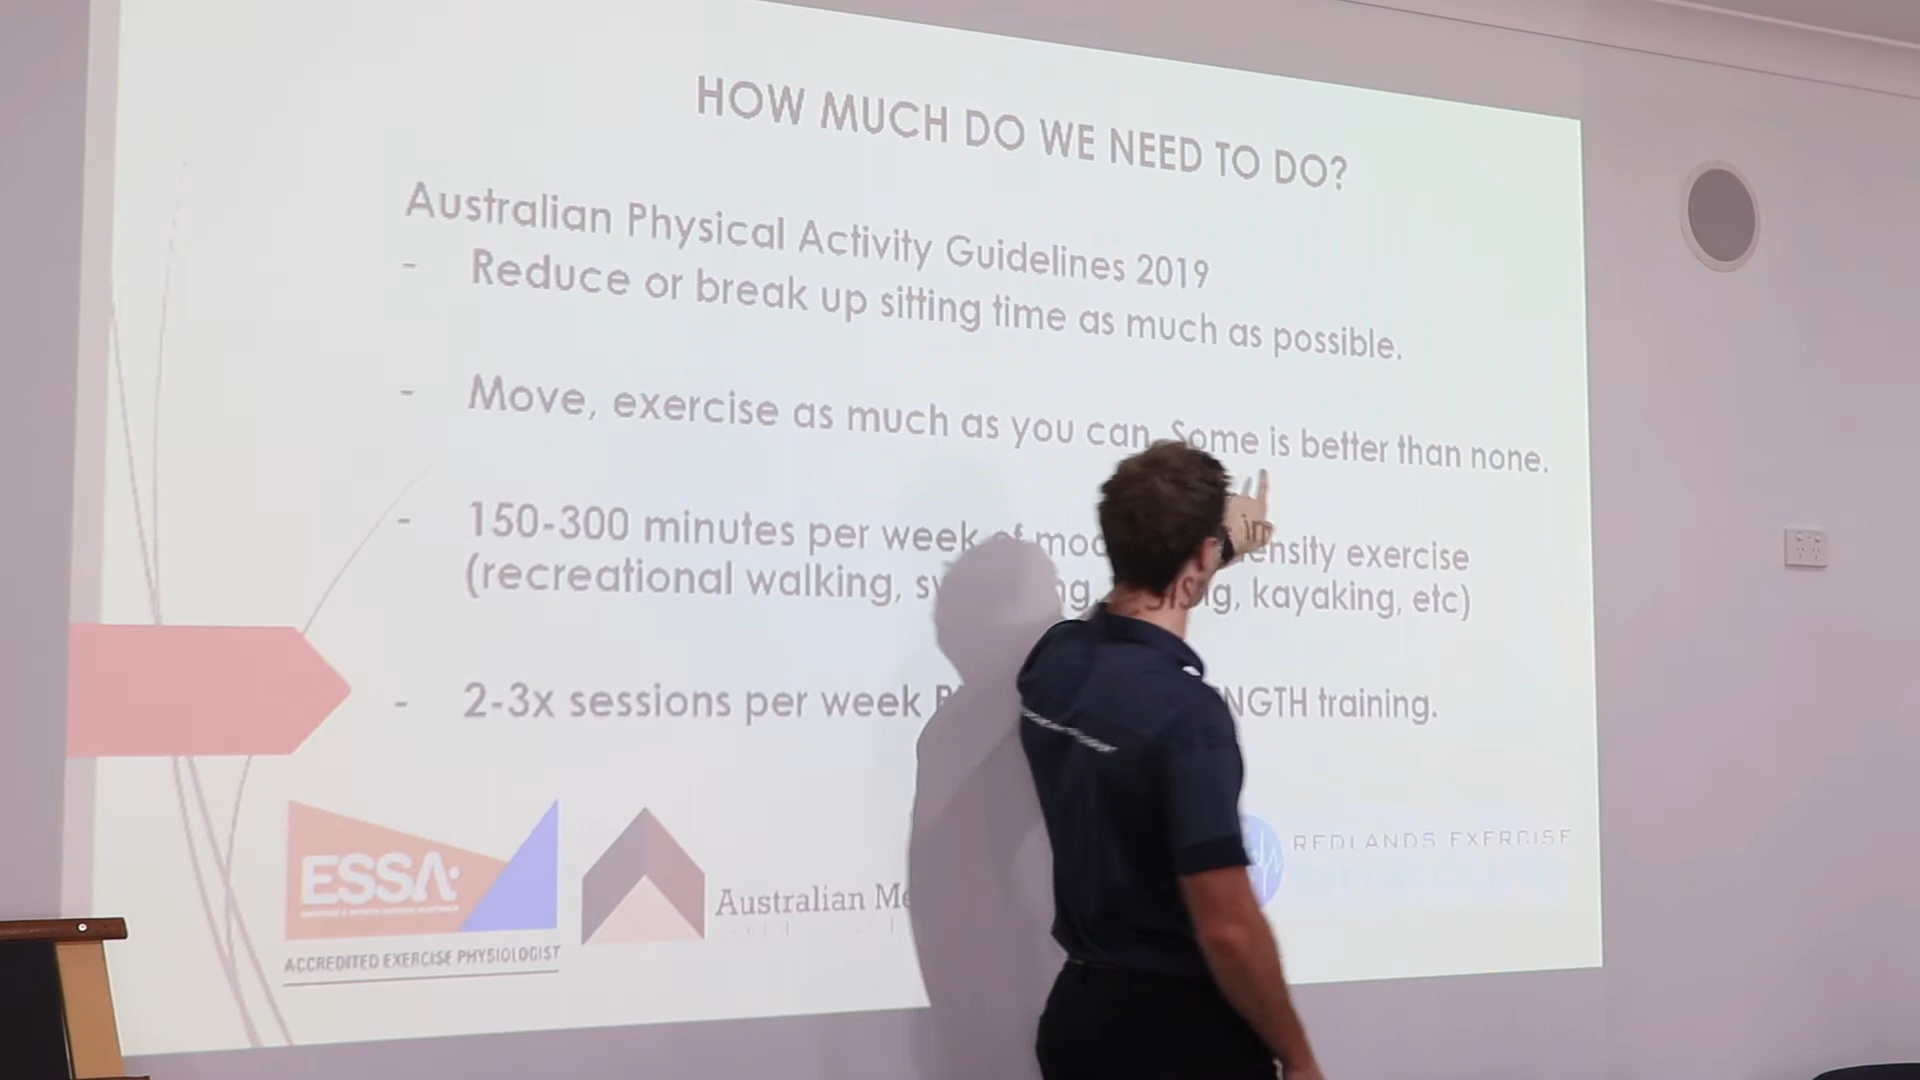 HOW MUCH DO WE NEED TO DO?
Australian Physical Activity Guidelines 2019
- Reduce or break up sitting time as much as possible.
- Move, exercise as much as you can. Some is better than none.
- 150-300 minutes per week of exercise
(recreational walking, kayaking, etc)
- 2-3x sessions per week training.
ESSA
ACCREDITED EXERCISE PHYSIOLOGIST
Australian
REDLANDS EXERCISE